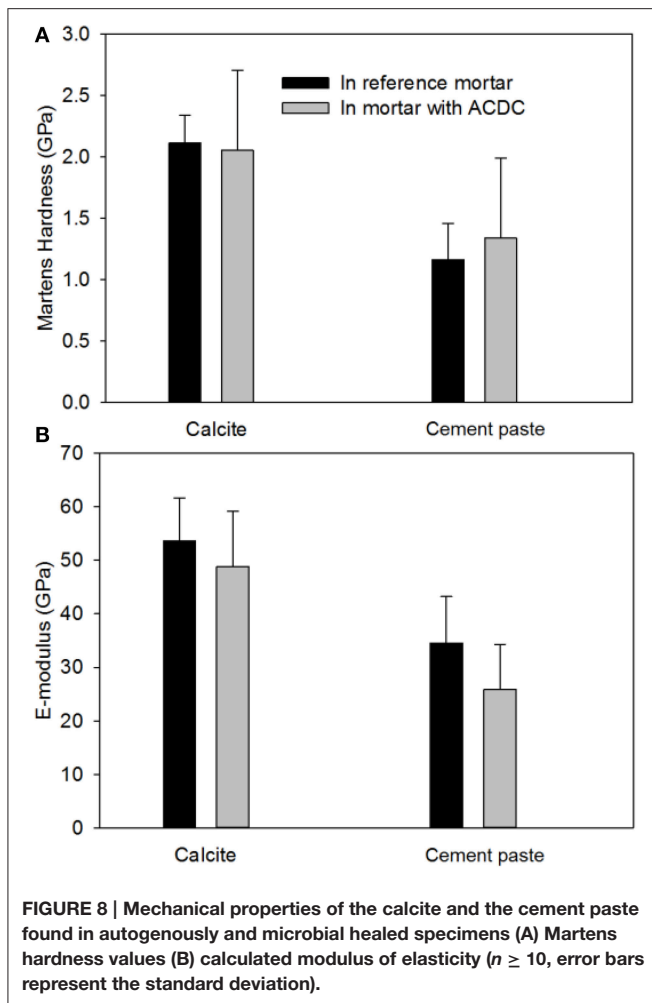 A
3.0
2.5
2.0
1.5
1.0
0.5
0.0
Martens Hardness (GPa)
In reference mortar
In mortar with ACDC
Calcite
Cement paste
B
70
60
50
40
30
20
10
0
E-modulus (GPa)
Calcite
Cement paste
FIGURE 8 | Mechanical properties of the calcite and the cement paste
found in autogenously and microbial healed specimens (A) Martens
hardness values (B) calculated modulus of elasticity (n ≥ 10, error bars
represent the standard deviation).